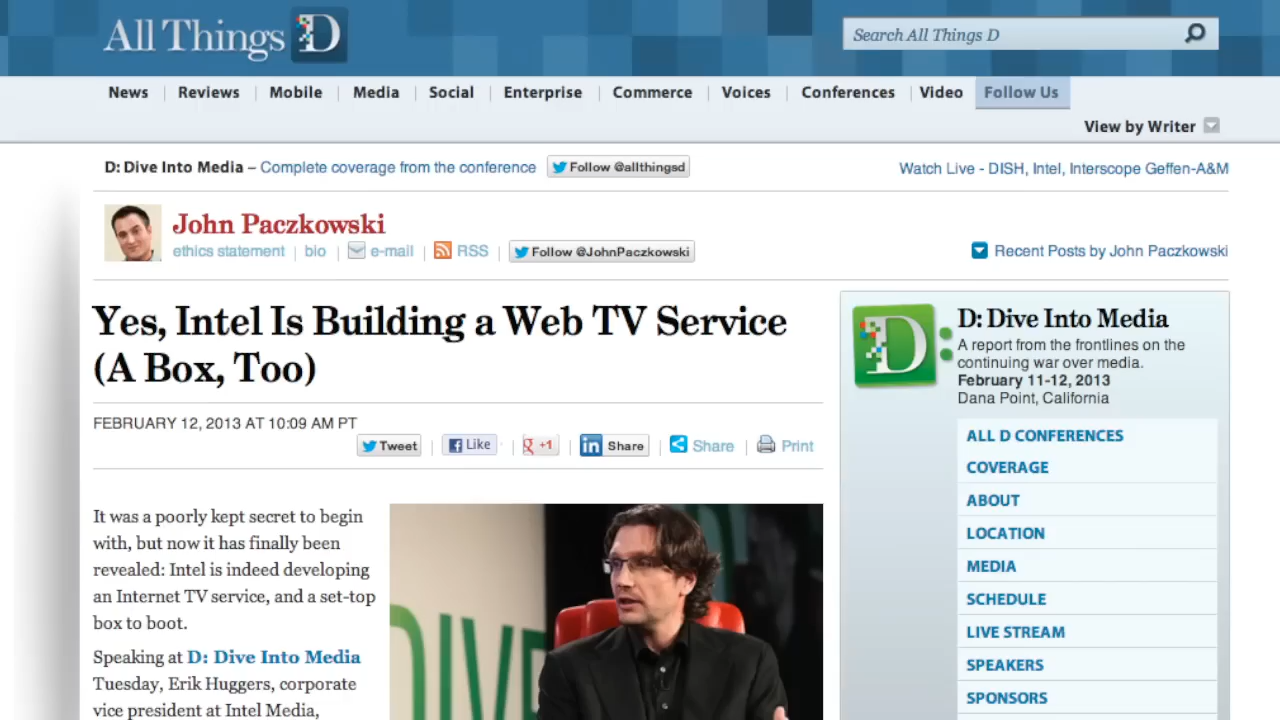 All Things D
Search All Things D
News Reviews Mobile Media Social Enterprise Commerce Voices Conferences Video Follow Us
View by Writer
D: Dive Into Media – Complete coverage from the conference Follow @allthingsd
Watch Live - DISH, Intel, Interscope Geffen-A&M
John Paczkowski
ethics statement bio e-mail RSS Follow @JohnPaczkowski
Recent Posts by John Paczkowski
Yes, Intel Is Building a Web TV Service
(A Box, Too)
FEBRUARY 12, 2013 AT 10:09 AM PT
Tweet Like +1 Share Share Print
It was a poorly kept secret to begin
with, but now it has finally been
revealed: Intel is indeed developing
an Internet TV service, and a set-top
box to boot.
Speaking at D: Dive Into Media
Tuesday, Erik Huggers, corporate
vice president at Intel Media,
DIVE
D:
D: Dive Into Media
A report from the frontlines on the
continuing war over media.
February 11-12, 2013
Dana Point, California
ALL D CONFERENCES
COVERAGE
ABOUT
LOCATION
MEDIA
SCHEDULE
LIVE STREAM
SPEAKERS
SPONSORS